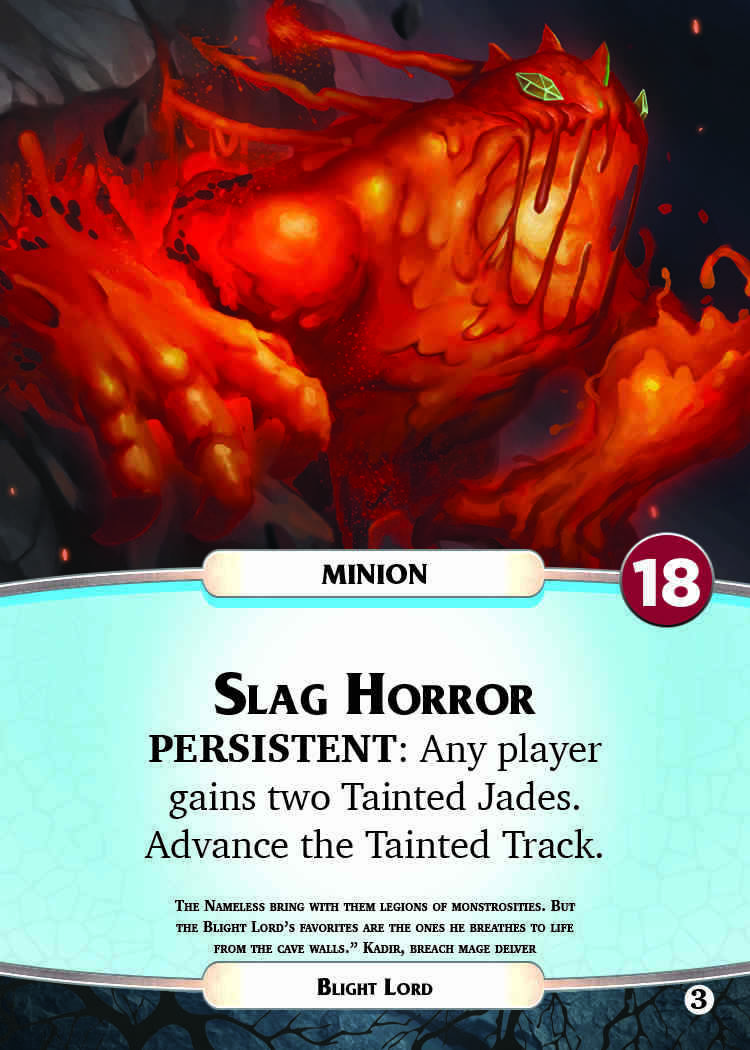 MINION
18
Slag Horror
PERSISTENT: Any player
gains two Tainted Jades.
Advance the Tainted Track.
The Nameless bring with them legions of monstrosities. But
the Blight Lord's favorites are the ones he breathes to life
from the cave walls.” Kadir, breach mage delver
Blight Lord
3